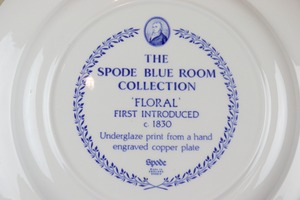 THE
SPODE BLUE ROOM
COLLECTION
'FLORAL'
FIRST INTRODUCED
c. 1830
Underglaze print from a hand
engraved copper plate
Spode